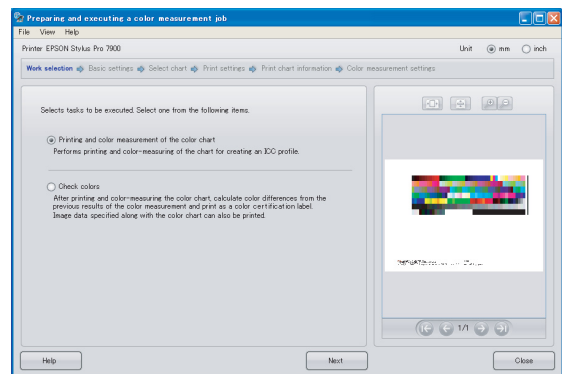 Preparing and executing a color measurement job
File View Help
Printer EPSON Stylus Pro 7900 Unit mm inch
Work selection Basic settings Select chart Print settings Print chart information Color measurement settings
Selects tasks to be executed. Select one from the following items.
Printing and color measurement of the color chart
Performs printing and color-measuring of the chart for creating an ICC profile.
Check colors
After printing and color-measuring the color chart, calculate color differences from the
previous results of the color measurement and print as a color certification label.
Image data specified along with the color chart can also be printed.
1/1
Help Next Close